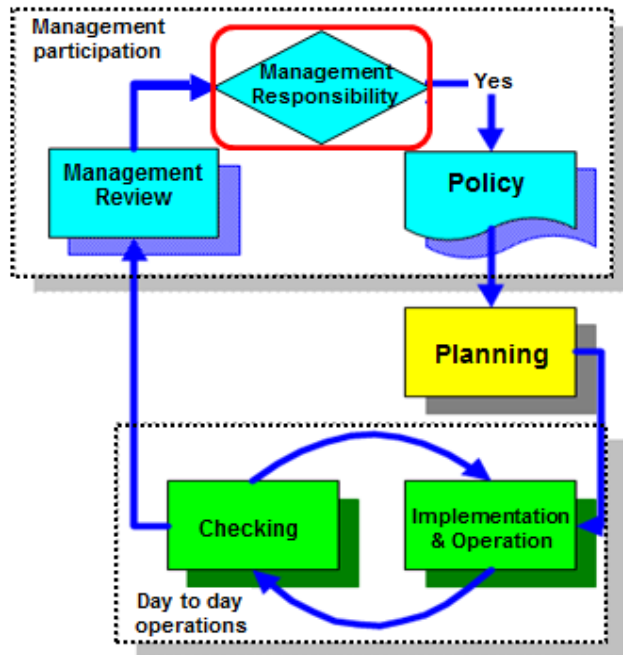 Management
participation
Management
Responsibility
Yes
Management
Review
Policy
Planning
Checking
Implementation
& Operation
Day to day
operations